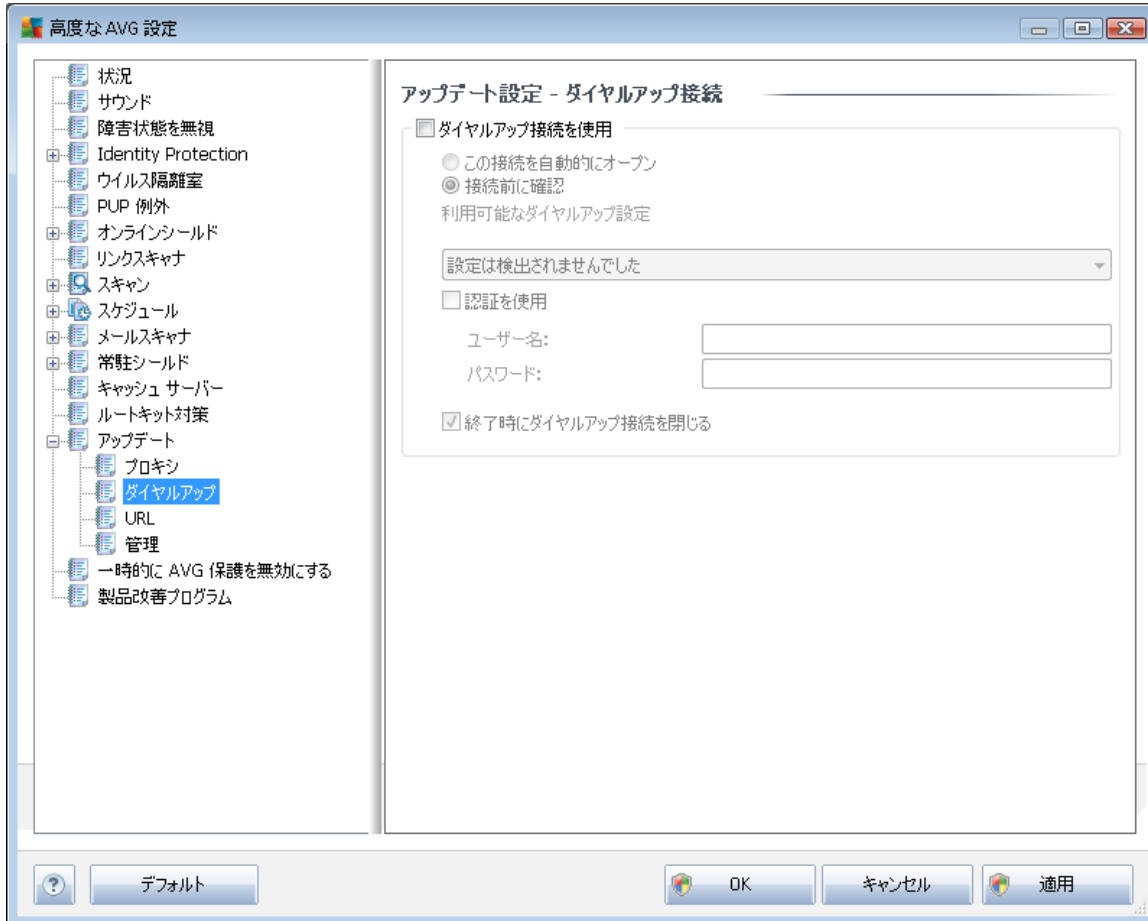 高度な AVG 設定
状況
サウンド
障害状態を無視
Identity Protection
ウイルス隔離室
PUP 例外
オンラインシールド
リンクスキャナ
スキャン
スケジュール
メールスキャナ
常駐シールド
キャッシュ サーバー
ルートキット対策
アップデート
プロキシ
ダイヤルアップ
URL
管理
一時的に AVG 保護を無効にする
製品改善プログラム
アップデート設定 - ダイヤルアップ接続
ダイヤルアップ接続を使用
この接続を自動的にオープン
接続前に確認
利用可能なダイヤルアップ設定
設定は検出されませんでした
認証を使用
ユーザー名:
パスワード:
終了時にダイヤルアップ接続を閉じる
? デフォルト OK キャンセル 適用